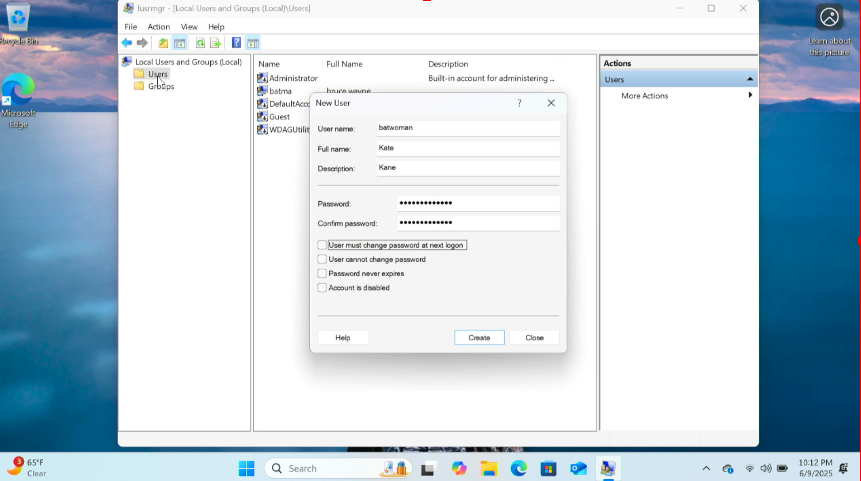 lusrmgr - [Local Users and Groups (Local)\Users]
File Action View Help
Recycle Bin
Learn about
this picture
Microsoft
Edge
Local Users and Groups (Local)
Users
Groups
Name Full Name Description
Administrator Built-in account for administering ...
batma bruce wayne
DefaultAcc
Guest
WDAGUtilit
Actions
Users
More Actions
New User
?
User name: batwoman
Full name: Kate
Description: Kane
Password: •••••••••••••
Confirm password: •••••••••••••
User must change password at next logon
User cannot change password
Password never expires
Account is disabled
Help Create Close
3
65°F
Clear
Search
10:12 PM
6/9/2025